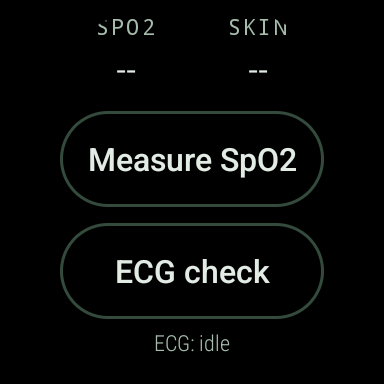 SPO2 SKIN
-- --
Measure SpO2
ECG check
ECG: idle